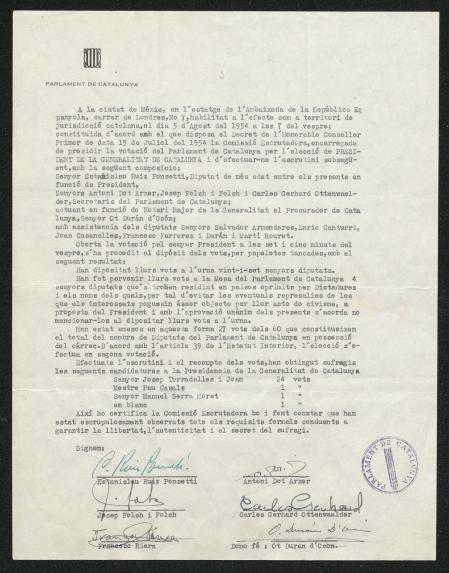 PARLAMENT DE CATALUNYA
A la ciutat de Mèxic, en l'estatge de l'Ambaixada de la República Es
panyola, carrer de Londres, No 7, habilitat a l'efecte com a territori de
jurisdicció catalana, el dia 5 d'Agost del 1954 a les 7 del vespre;
constituïda d'acord amb el que disposa el Decret de l'Honorable Conseller
Primer de data 19 de Juliol del 1954 la Comissió Escrutadora, encarregada
de presidir la votació del Parlament de Catalunya per l'elecció de PRESI-
DENT DE LA GENERALITAT DE CATALUNYA i d'efectuar-ne l'escrutini subsegü-
ent, amb la següent composició:
Senyor Estanislau Ruiz Ponsetti, Diputat de més edat entre els presents en
funció de President,
Senyors Antoni Dot Arxer, Josep Folch i Folch i Carles Gerhard Ottenwael-
der, Secretaris del Parlament de Catalunya;
actuant en funció de Notari Major de la Generalitat el Procurador de Cata
lunya, Senyor Ot Durán d'Ocón;
amb assistència dels diputats Senyors Salvador Armendares, Enric Canturri,
Joan Casanelles, Francesc Farreres i Durán i Martí Rouret.
Oberta la votació pel senyor President a les set i cinc minuts del
vespre, s'ha procedit al dipòsit dels vots, per papeletes tancades, amb el
següent resultat:
Han dipositat llurs vots a l'urna vint-i-set senyors diputats.
Han fet pervenir llurs vots a la Mesa del Parlament de Catalunya 4
senyors diputats que's troben residint en països oprimits per Dictadures
i els noms dels quals, per tal d'evitar les eventuals represàlies de les
que els interessats poguessin ésser objecte per llur acte de civisme, a
proposta del President i amb l'aprovació unànim dels presents s'acorda no
mencionar-los al dipositar llurs vots a l'urna.
Han estat emesos en aquesta forma 27 vots dels 60 que constitueixen
el total del nombre de Diputats del Parlament de Catalunya en possessió
del càrrec. D'acord amb l'article 39 de l'Estatut Interior, l'elecció s'e-
fectua en segona votació.
Efectuats l'escrutini i el recompte dels vots, han obtingut sufragis
les següents candidatures a la Presidència de la Generalitat de Catalunya
Senyor Josep Tarradelles i Joan 24 vots
Mestre Pau Casals 1 "
Senyor Manuel Serra Moret 1 "
en blanc 1 "
Així ho certifica la Comissió Escrutadora bo i fent constar que han
estat escrupolosament observats tots els requisits formals conduents a
garantir la llibertat, l'autenticitat i el secret del sufragi.
Signem:
Estanislau Ruiz Ponsetti Antoni Dot Arxer
Josep Folch i Folch Carles Gerhard Ottenwaelder
Francesc Riera Dono fé : Ot Duran d'Ocón.
PARLAMENT DE CATALUNYA